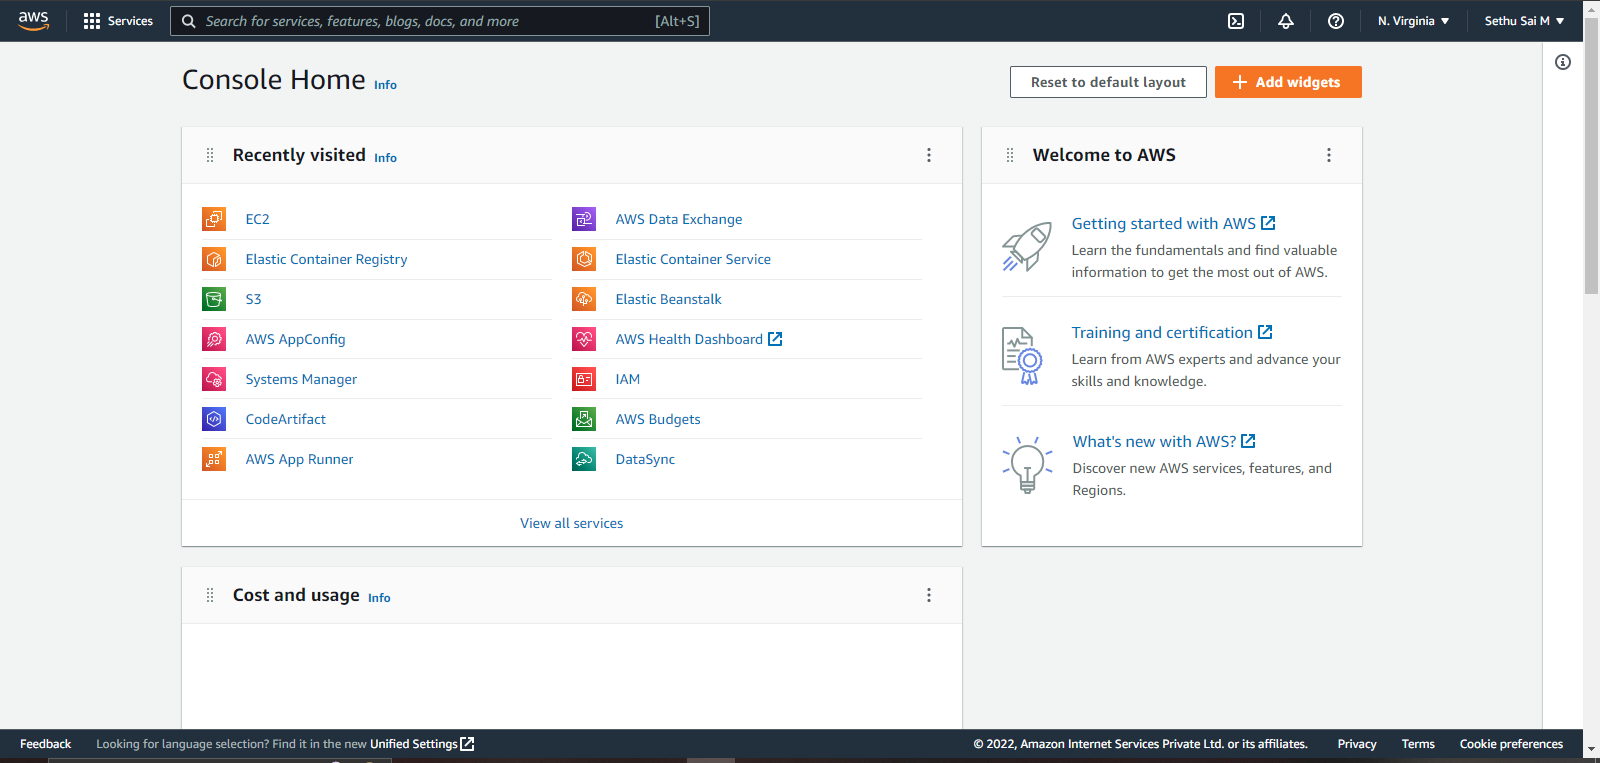 aws Services Search for services, features, blogs, docs, and more [Alt+S] N. Virginia Sethu Sai M
Console Home Info
Reset to default layout Add widgets
Recently visited Info
EC2
Elastic Container Registry
S3
AWS AppConfig
Systems Manager
CodeArtifact
AWS App Runner
AWS Data Exchange
Elastic Container Service
Elastic Beanstalk
AWS Health Dashboard
IAM
AWS Budgets
DataSync
View all services
Welcome to AWS
Getting started with AWS
Learn the fundamentals and find valuable
information to get the most out of AWS.
Training and certification
Learn from AWS experts and advance your
skills and knowledge.
What's new with AWS?
Discover new AWS services, features, and
Regions.
Cost and usage Info
Feedback Looking for language selection? Find it in the new Unified Settings © 2022, Amazon Internet Services Private Ltd. or its affiliates. Privacy Terms Cookie preferences